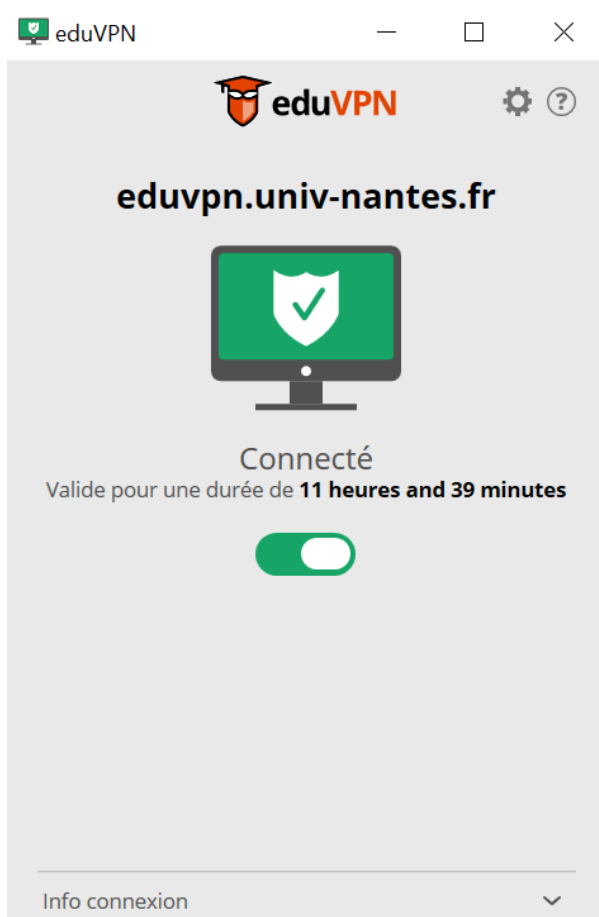 eduVPN
eduVPN
eduvpn.univ-nantes.fr
Connecté
Valide pour une durée de 11 heures and 39 minutes
Info connexion